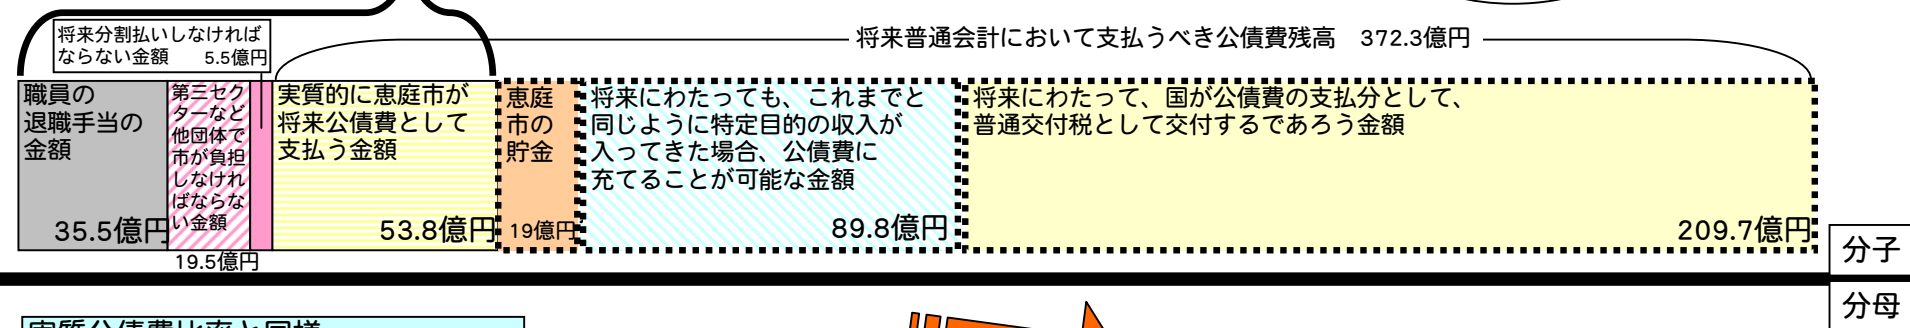 将来分割払いしなければ
ならない金額　5.5億円
将来普通会計において支払うべき公債費残高　372.3億円
職員の
退職手当の
金額
35.5億円
第三セク
ターなど
他団体で
市が負担
しなけれ
ばならな
い金額
19.5億円
実質的に恵庭市が
将来公債費として
支払う金額
53.8億円
恵庭
市の
貯金
19億円
将来にわたっても、これまでと
同じように特定目的の収入が
入ってきた場合、公債費に
充てることが可能な金額
89.8億円
将来にわたって、国が公債費の支払分として、
普通交付税として交付するであろう金額
209.7億円
分子
分母
実質公債費比率と同様